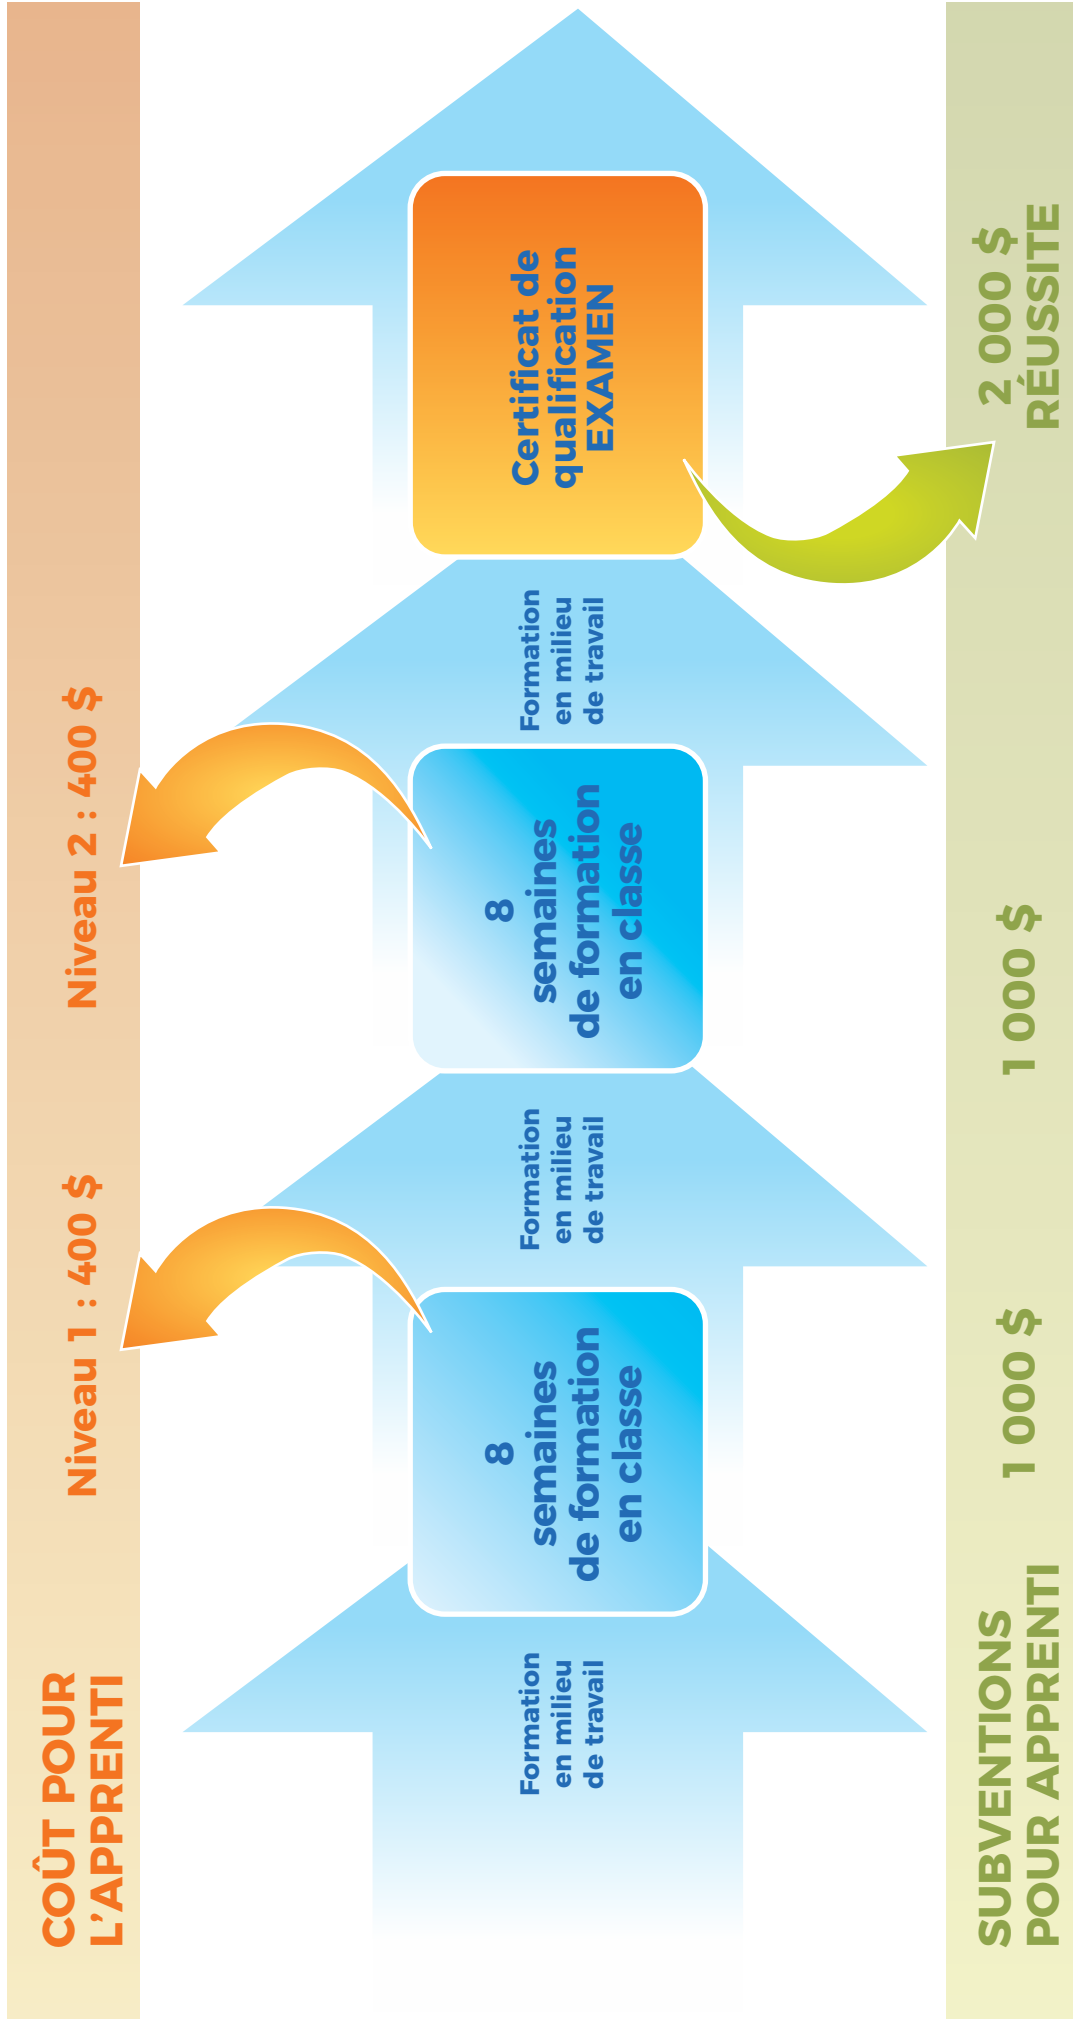 COÛT POUR
L'APPRENTI
Niveau 1 : 400 $
Niveau 2 : 400 $
Formation
en milieu
de travail
8
semaines
de formation
en classe
Formation
en milieu
de travail
8
semaines
de formation
en classe
Formation
en milieu
de travail
Certificat de
qualification
EXAMEN
SUBVENTIONS
POUR APPRENTI
1 000 $
1 000 $
2 000 $
RÉUSSITE